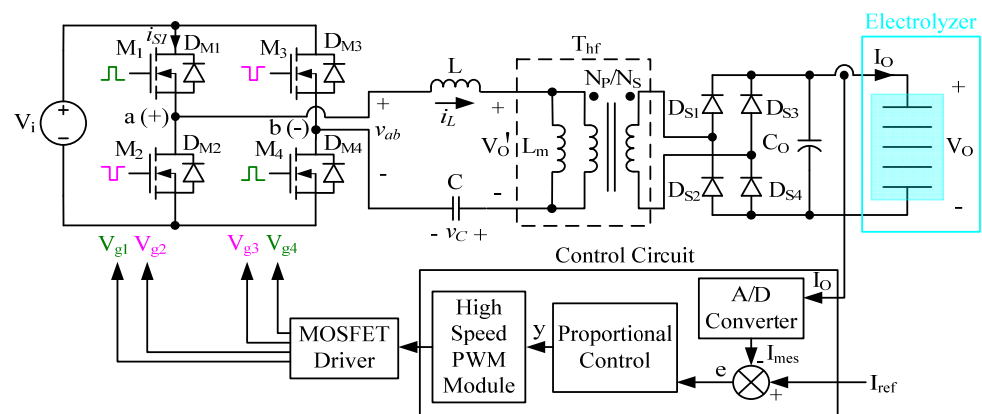 Electrolyzer
M1
iS1
DM1
M3
DM3
Thf
NP/NS
IO
L
+
iL
+
DS1
DS3
+
Vi
+
-
a (+)
b (-)
vab
VO'
Lm
CO
VO
M2
DM2
M4
DM4
-
C
-
DS2
DS4
-
- vC +
Vg1
Vg2
Vg3
Vg4
Control Circuit
IO
MOSFET
Driver
High
Speed
PWM
Module
y
Proportional
Control
A/D
Converter
-
Imes
e
+
Iref